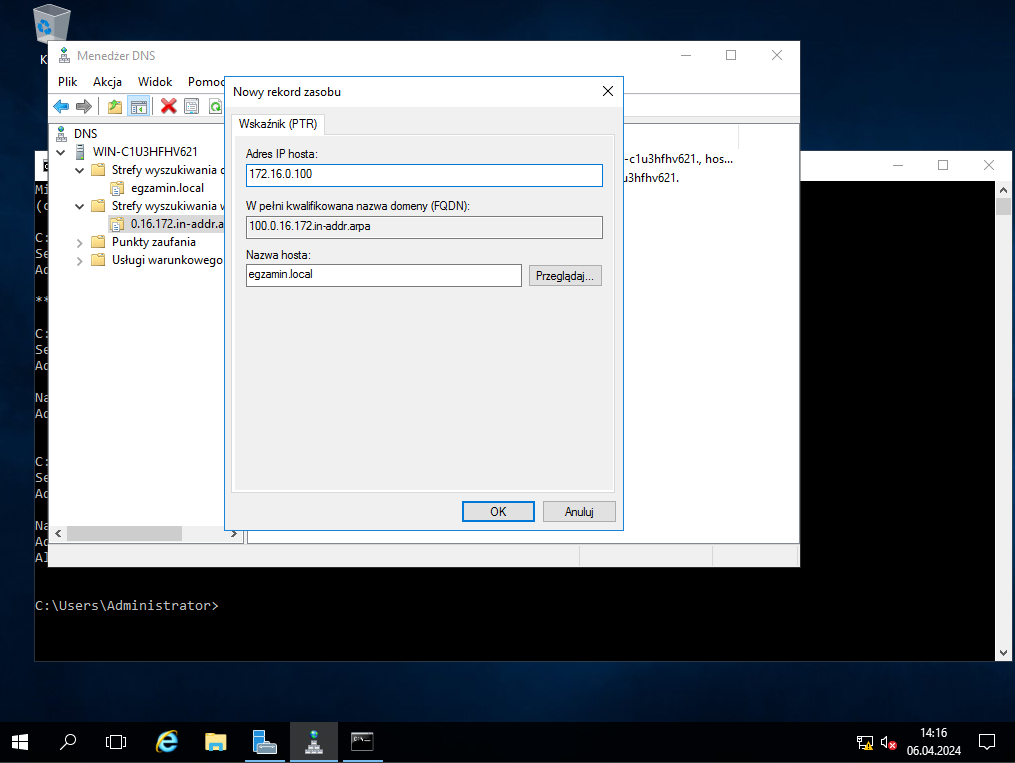 Menedżer DNS
Plik Akcja Widok Pomoc
Nowy rekord zasobu
Wskaźnik (PTR)
Adres IP hosta:
172.16.0.100
W pełni kwalifikowana nazwa domeny (FQDN):
100.0.16.172.in-addr.arpa
Nazwa hosta:
egzamin.local
Przeglądaj...
OK
Anuluj
DNS
WIN-C1U3HFHV621
Strefy wyszukiwania
egzamin.local
Strefy wyszukiwania
0.16.172.in-addr.a
Punkty zaufania
Usługi warunkowego
-c1u3hfhv621., hos...
u3hfhv621.
Mi
(c
C:
Se
Ad
**
C:
Se
Ad
Na
Ad
C:
Se
Ad
Na
Ad
Al
C:\Users\Administrator>
14:16
06.04.2024